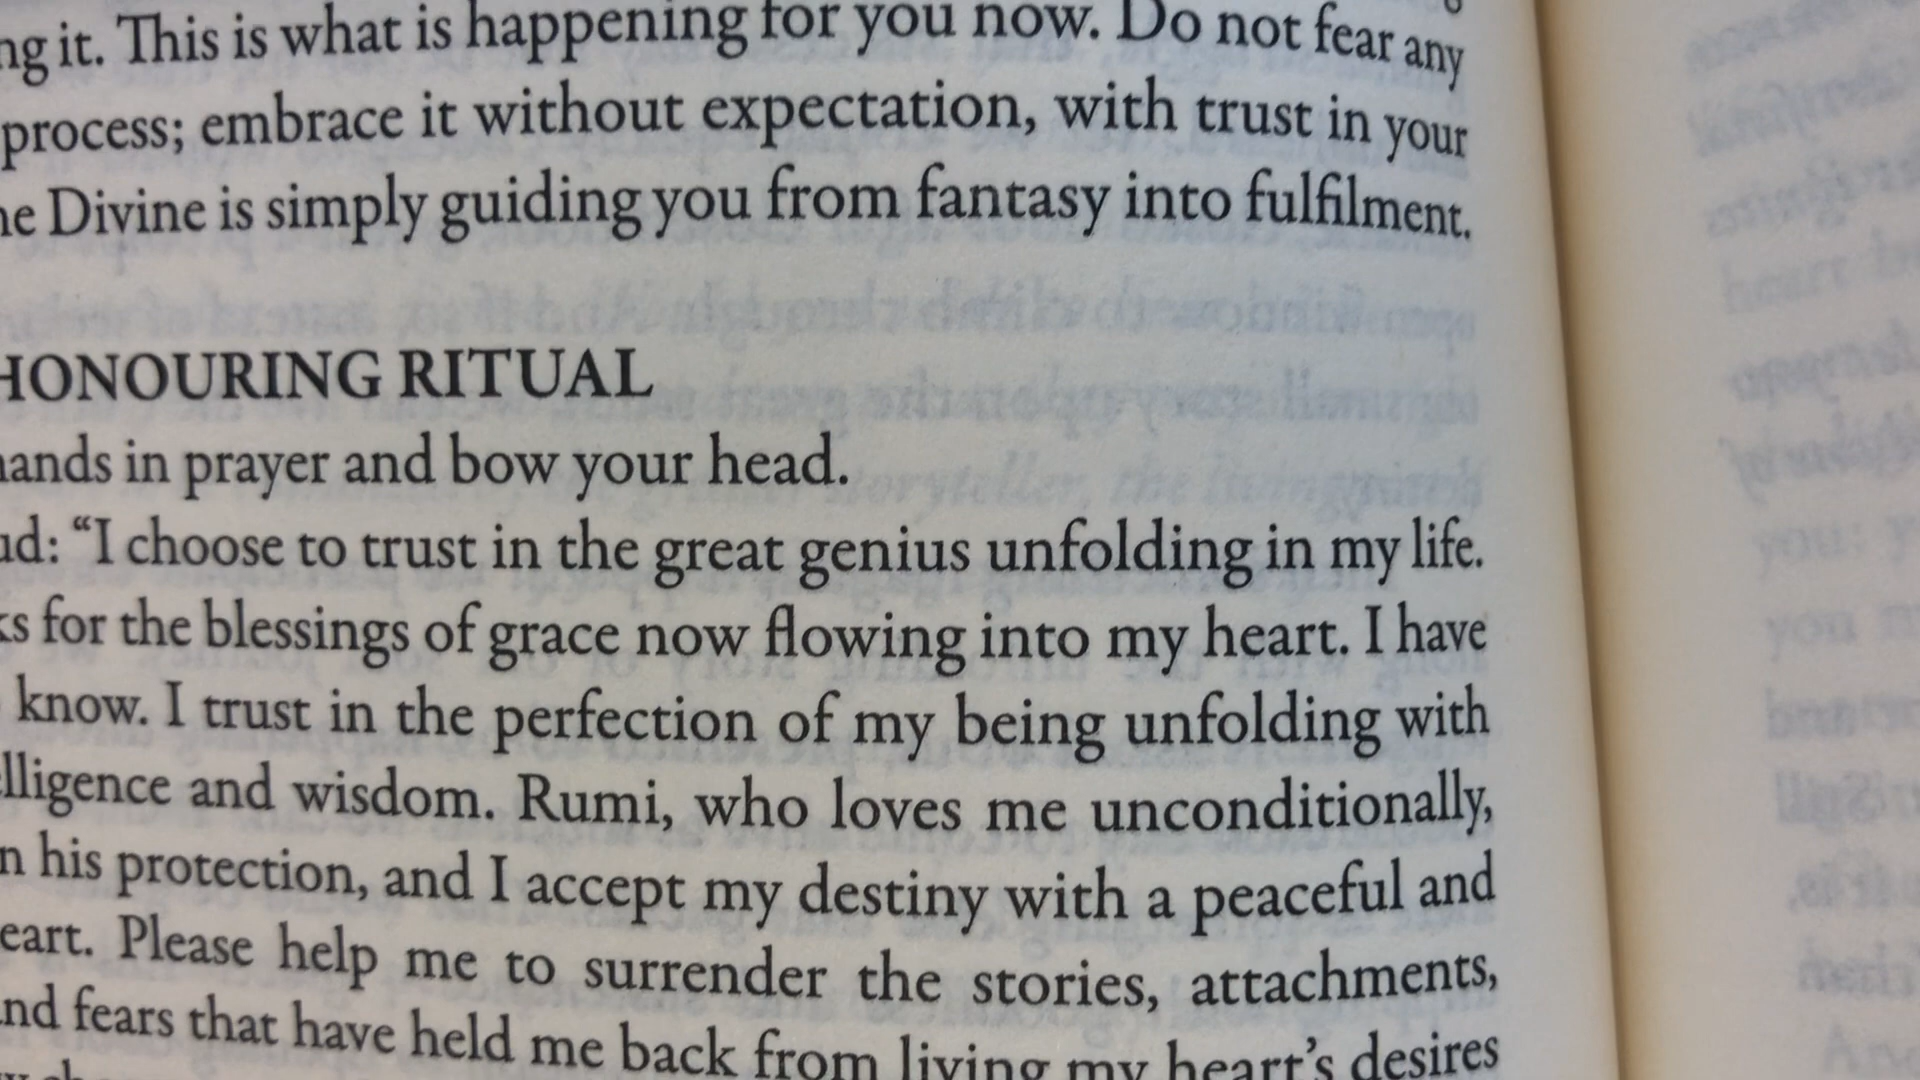 ng it. This is what is happening for you now. Do not fear any
process; embrace it without expectation, with trust in your
he Divine is simply guiding you from fantasy into fulfilment.
HONOURING RITUAL
hands in prayer and bow your head.
ud: “I choose to trust in the great genius unfolding in my life.
ks for the blessings of grace now flowing into my heart. I have
know. I trust in the perfection of my being unfolding with
elligence and wisdom. Rumi, who loves me unconditionally,
n his protection, and I accept my destiny with a peaceful and
eart. Please help me to surrender the stories, attachments,
and fears that have held me back from living my heart’s desires